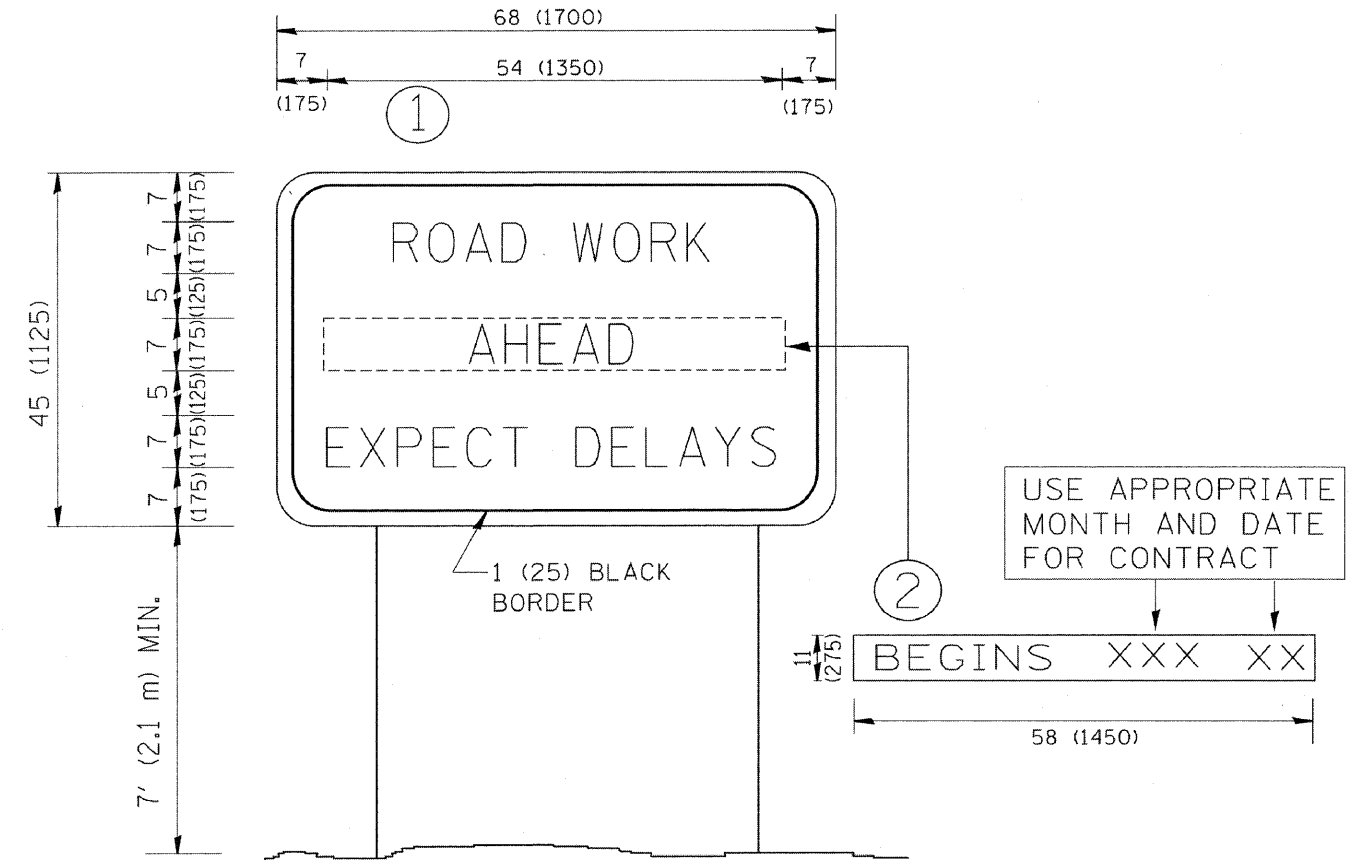 68 (1700)
7
54 (1350)
7
(175)
(175)
1
45 (1125)
7
(175)
7
(175)
5
(125)
7
(175)
5
(125)
7
(175)
7
(175)
ROAD WORK
AHEAD
EXPECT DELAYS
1 (25) BLACK
BORDER
7' (2.1 m) MIN.
USE APPROPRIATE
MONTH AND DATE
FOR CONTRACT
2
11
(275)
BEGINS XXX XX
58 (1450)